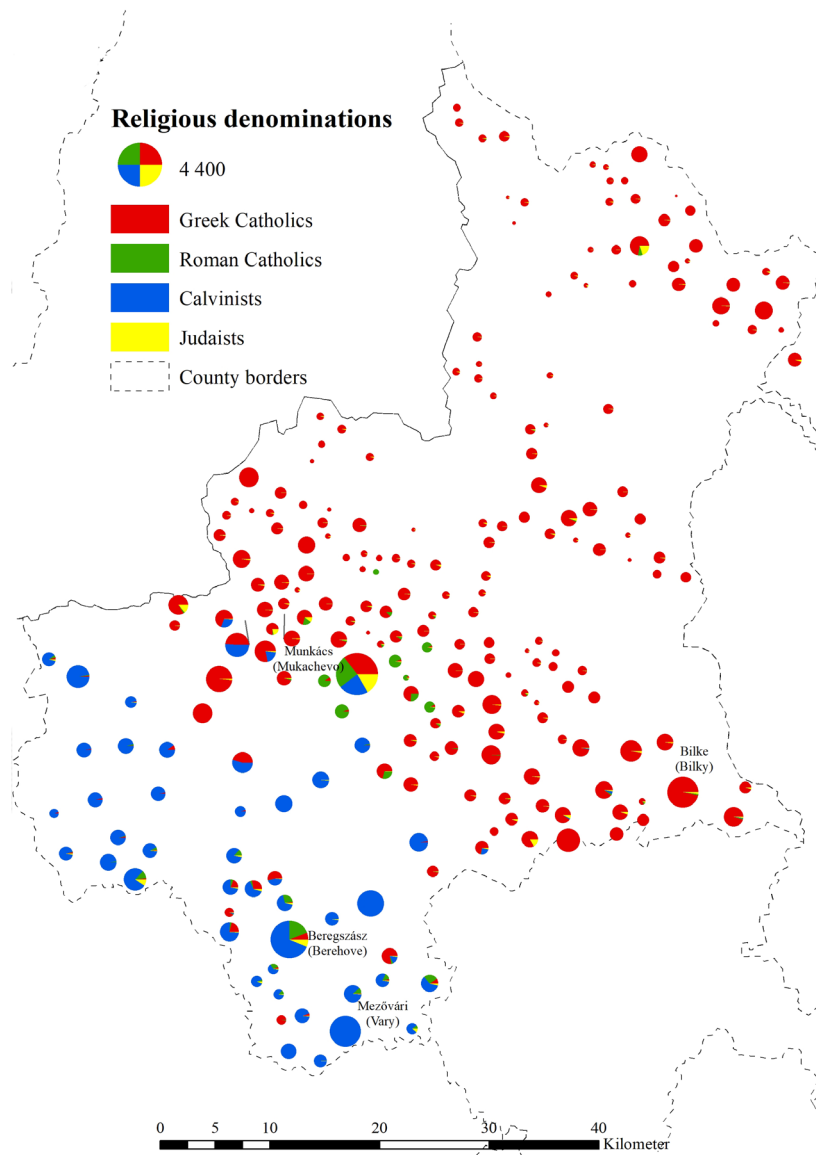 Religious denominations
4 400
Greek Catholics
Roman Catholics
Calvinists
Judaists
County borders
Munkács
(Mukachevo)
Bilke
(Bilky)
Beregszász
(Berehove)
Mezővári
(Vary)
0 5 10 20 30 40
Kilometer